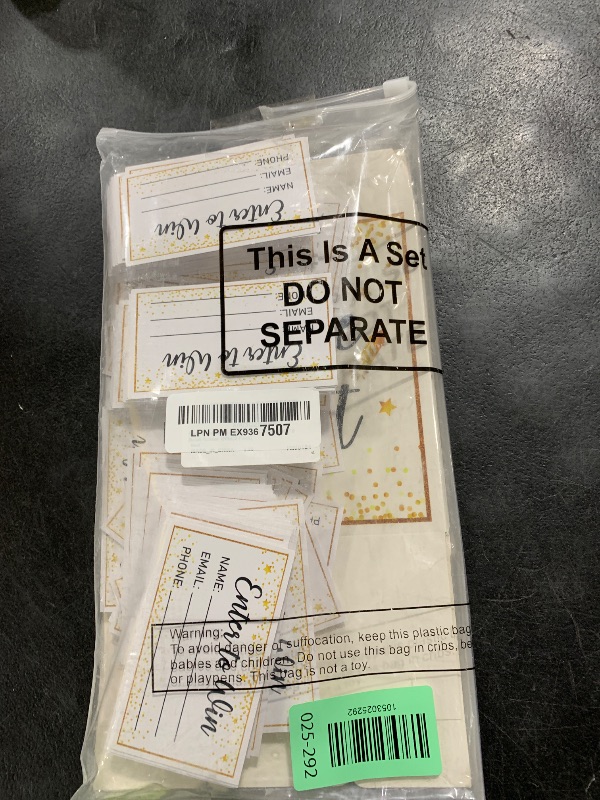 PHONE:
EMAIL:
NAME:
Enter to Win
This Is A Set
DO NOT
SEPARATE
Enter to Win
LPN PM EX936 7507
NAME:
EMAIL:
PHONE:
Enter to Win
Warning:
To avoid danger of suffocation, keep this plastic bag
babies and children. Do not use this bag in cribs, be
or playpens. This bag is not a toy.
025-292
1053025292